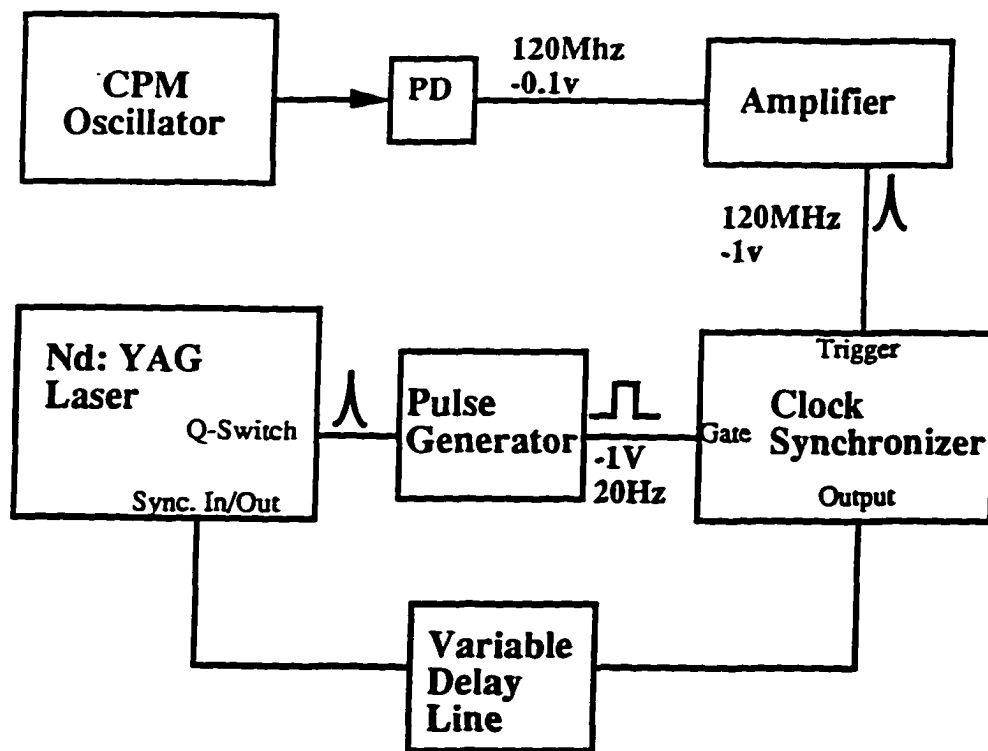 CPM
Oscillator
PD
120Mhz
-0.1v
Amplifier
120MHz
-1v
Nd: YAG
Laser
Q-Switch
Sync. In/Out
Pulse
Generator
-1V
20Hz
Trigger
Gate
Clock
Synchronizer
Output
Variable
Delay
Line